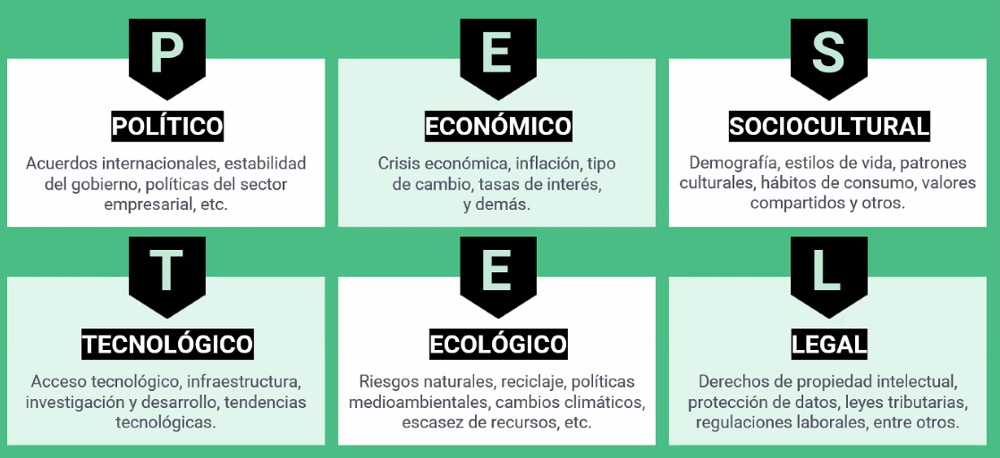 P
POLÍTICO
Acuerdos internacionales, estabilidad
del gobierno, políticas del sector
empresarial, etc.
E
ECONÓMICO
Crisis económica, inflación, tipo
de cambio, tasas de interés,
y demás.
S
SOCIOCULTURAL
Demografía, estilos de vida, patrones
culturales, hábitos de consumo, valores
compartidos y otros.
T
TECNOLÓGICO
Acceso tecnológico, infraestructura,
investigación y desarrollo, tendencias
tecnológicas.
E
ECOLÓGICO
Riesgos naturales, reciclaje, políticas
medioambientales, cambios climáticos,
escasez de recursos, etc.
L
LEGAL
Derechos de propiedad intelectual,
protección de datos, leyes tributarias,
regulaciones laborales, entre otros.